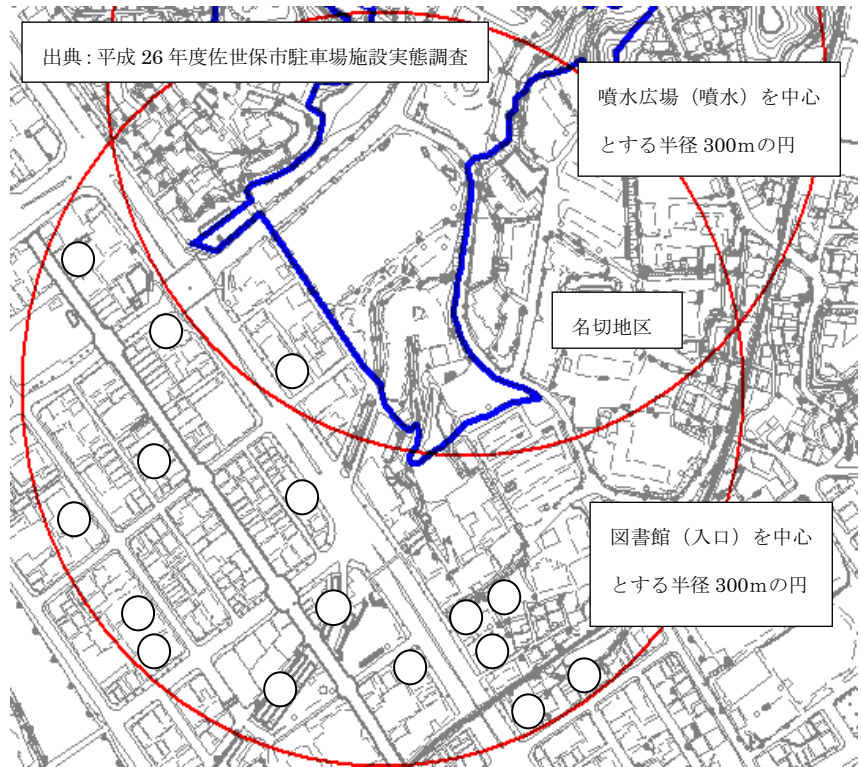 出典：平成 26 年度佐世保市駐車場施設実態調査
噴水広場（噴水）を中心
とする半径 300mの円
名切地区
図書館（入口）を中心
とする半径 300mの円